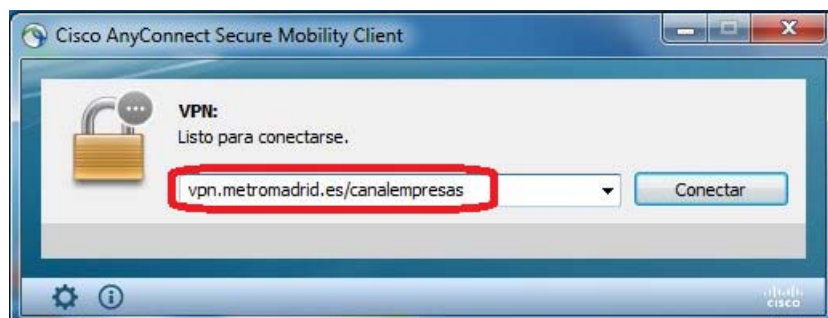 Cisco AnyConnect Secure Mobility Client
VPN:
Listo para conectarse.
vpn.metromadrid.es/canalempresas
Conectar
cisco